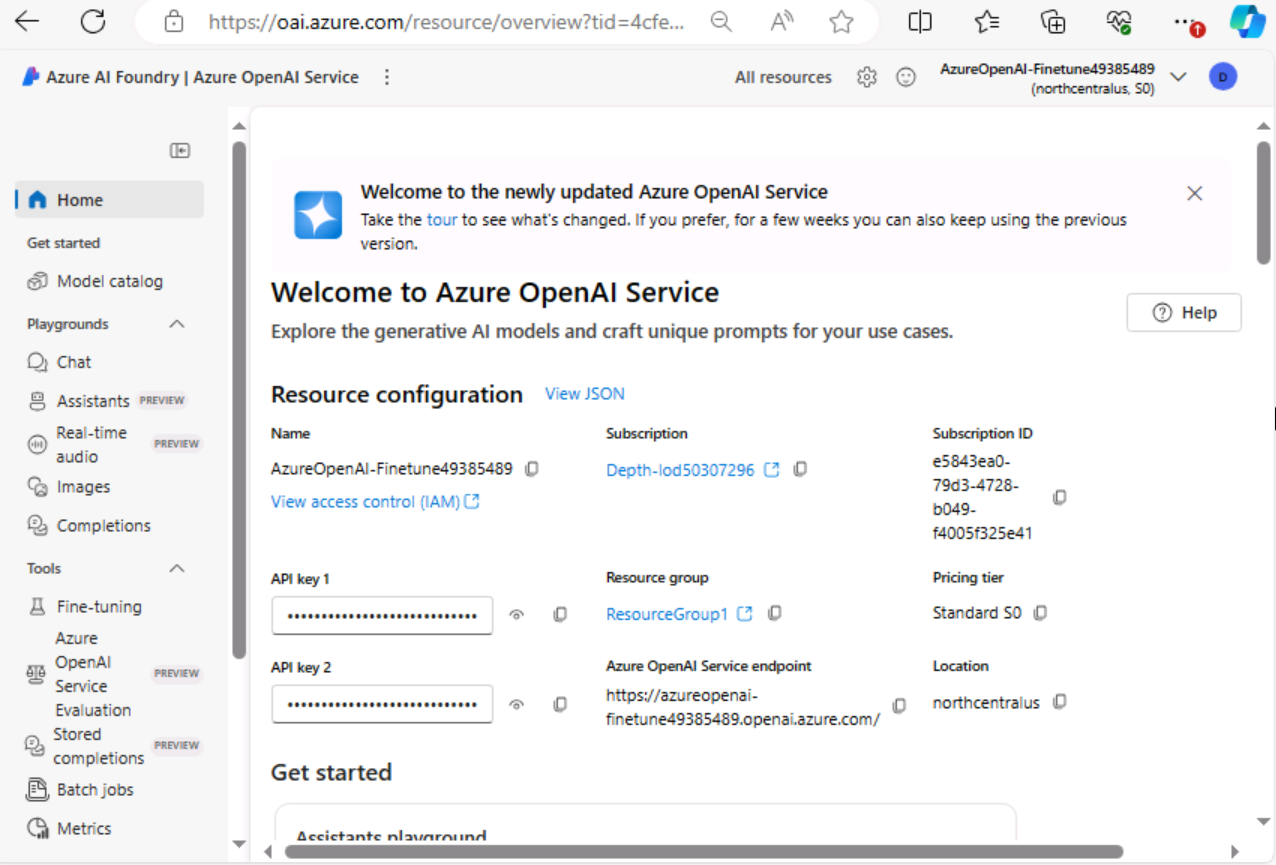 https://oai.azure.com/resource/overview?tid=4cfe...
Azure AI Foundry | Azure OpenAI Service
All resources
AzureOpenAI-Finetune49385489
(northcentralus, S0)
D
Home
Get started
Model catalog
Playgrounds
Chat
Assistants PREVIEW
Real-time audio PREVIEW
Images
Completions
Tools
Fine-tuning
Azure
OpenAI
Service
Evaluation
PREVIEW
Stored
completions
PREVIEW
Batch jobs
Metrics
Welcome to the newly updated Azure OpenAI Service
Take the tour to see what's changed. If you prefer, for a few weeks you can also keep using the previous
version.
Welcome to Azure OpenAI Service
Explore the generative AI models and craft unique prompts for your use cases.
Help
Resource configuration View JSON
Name
AzureOpenAI-Finetune49385489
View access control (IAM)
Subscription
Depth-lod50307296
Subscription ID
e5843ea0-
79d3-4728-
b049-
f4005f325e41
API key 1
••••••••••••••••••••••••••••
Resource group
ResourceGroup1
Pricing tier
Standard S0
API key 2
••••••••••••••••••••••••••••
Azure OpenAI Service endpoint
https://azureopenai-
finetune49385489.openai.azure.com/
Location
northcentralus
Get started
Assistants playground